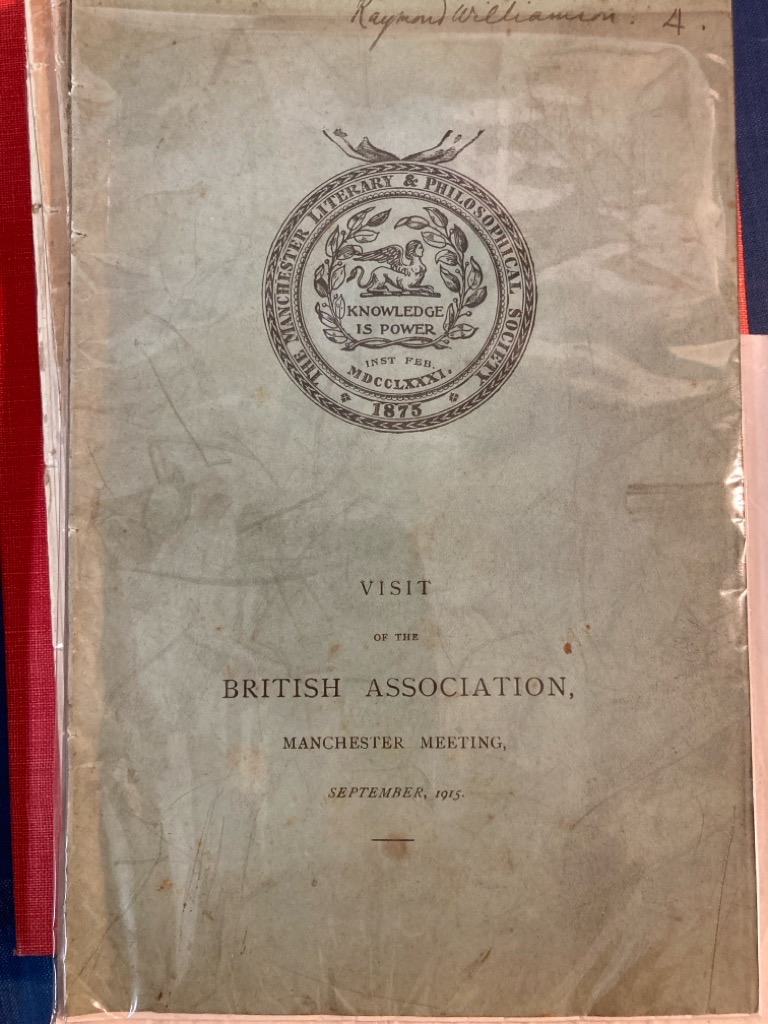 Raymond Williamson. 4.
THE MANCHESTER LITERARY & PHILOSOPHICAL SOCIETY
KNOWLEDGE
IS POWER
INST FEB.
MDCCLXXXI.
1875
VISIT
OF THE
BRITISH ASSOCIATION,
MANCHESTER MEETING,
SEPTEMBER, 1915.